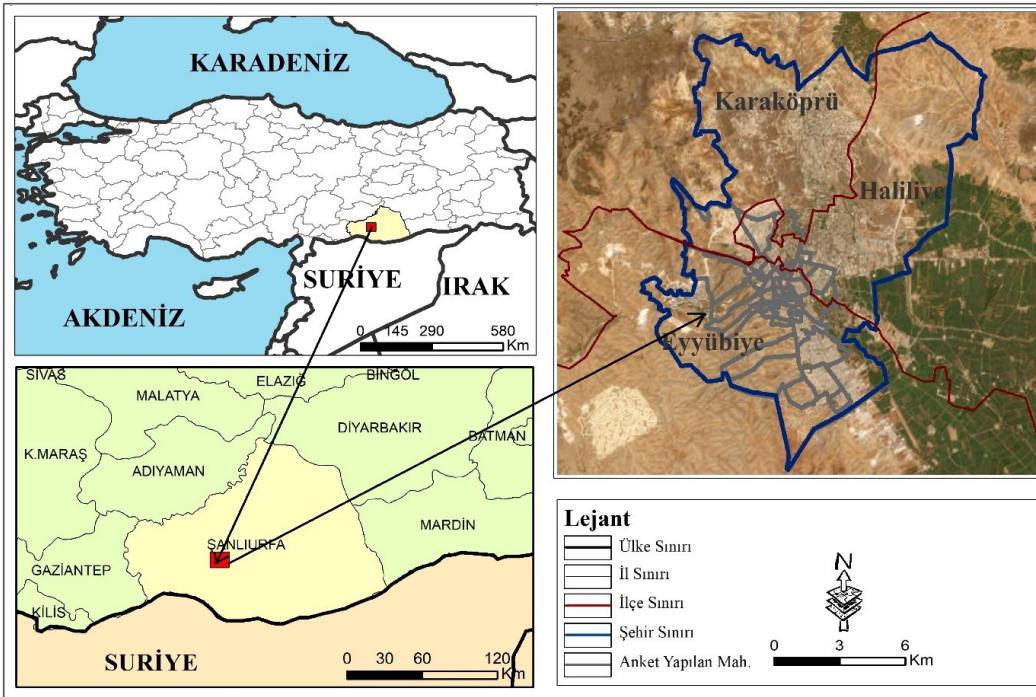 KARADENİZ
AKDENİZ
SURİYE
IRAK
0 145 290 580
Km
SİVAS
MALATYA
ELAZIĞ
BİNGÖL
DİYARBAKIR
BATMAN
K.MARAŞ
ADIYAMAN
MARDİN
ŞANLIURFA
GAZİANTEP
KİLİS
SURİYE
0 30 60 120
Km
Karaköprü
Haliliye
Eyyübiye
Lejant
Ülke Sınırı
İl Sınırı
İlçe Sınırı
Şehir Sınırı
Anket Yapılan Mah.
N
0 3 6
Km